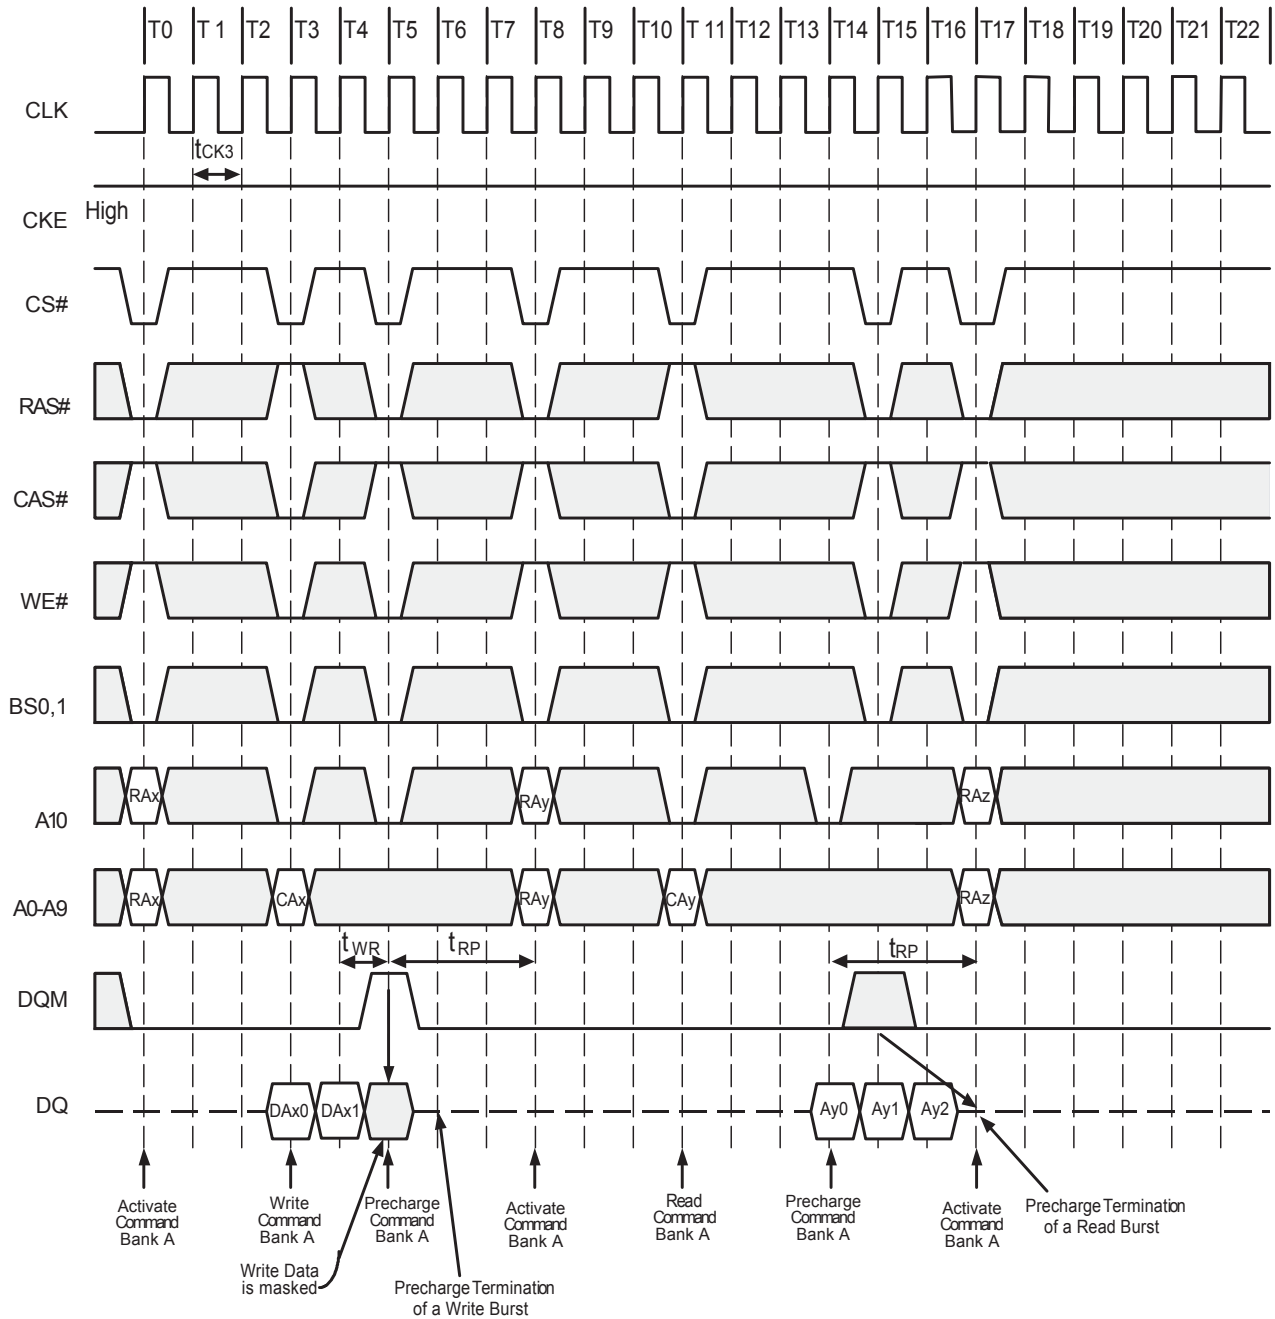 T0 T 1 T2 T3 T4 T5 T6 T7 T8 T9 T10 T 11 T12 T13 T14 T15 T16 T17 T18 T19 T20 T21 T22
CLK
tCK3
High
CKE
CS#
RAS#
CAS#
WE#
BS0,1
RAx RAy RAz
A10
RAx CAx RAy CAy RAz
A0-A9
tWR tRP tRP
DQM
DQ
DAx0 DAx1 Ay0 Ay1 Ay2
Activate
Command
Bank A
Write
Command
Bank A
Precharge
Command
Bank A
Activate
Command
Bank A
Read
Command
Bank A
Precharge
Command
Bank A
Activate
Command
Bank A
Precharge Termination
of a Read Burst
Write Data
is masked
Precharge Termination
of a Write Burst